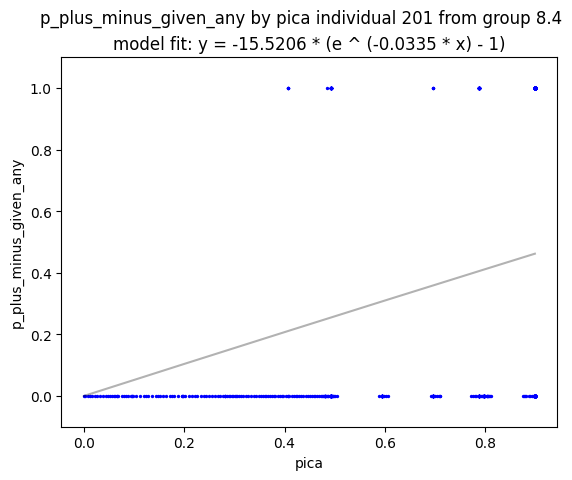 p_plus_minus_given_any by pica individual 201 from group 8.4
model fit: y = -15.5206 * (e ^ (-0.0335 * x) - 1)
p_plus_minus_given_any
1.0
0.8
0.6
0.4
0.2
0.0
0.0 0.2 0.4 0.6 0.8
pica